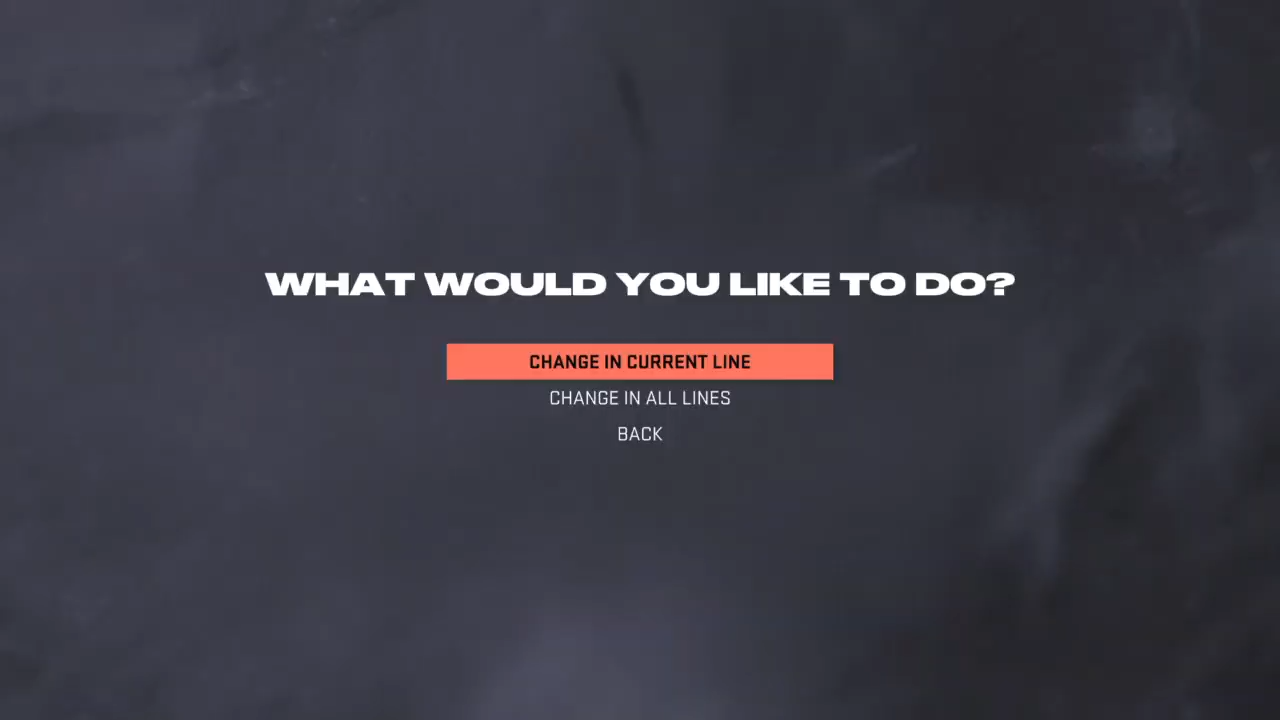 WHAT WOULD YOU LIKE TO DO?
CHANGE IN CURRENT LINE
CHANGE IN ALL LINES
BACK